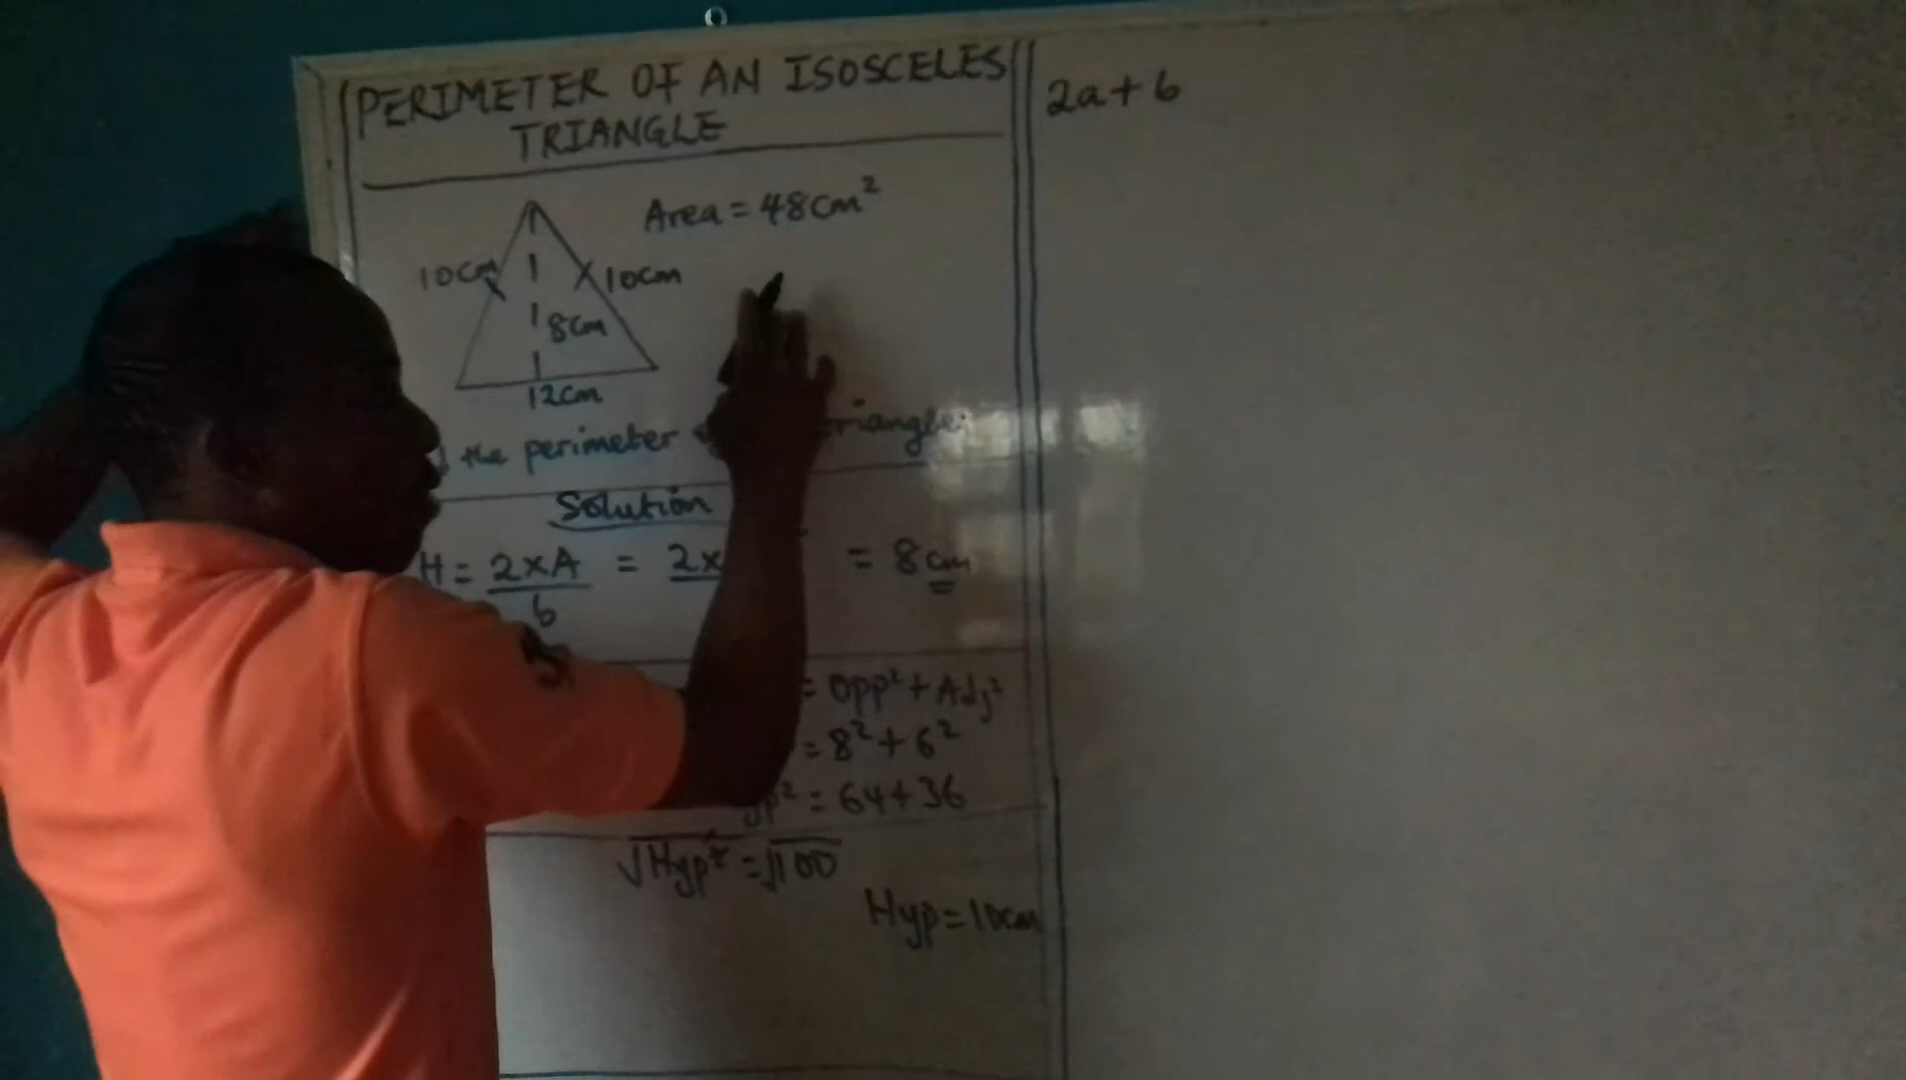 PERIMETER OF AN ISOSCELES
TRIANGLE
Area = 48cm²
10cm
10cm
8cm
12cm
the perimeter triangle.
Solution
H = 2×A = 2× = 8cm
b
= Opp² + Adj²
= 8² + 6²
yp² = 64 + 36
√Hyp² = √100
Hyp = 10cm
2a + b